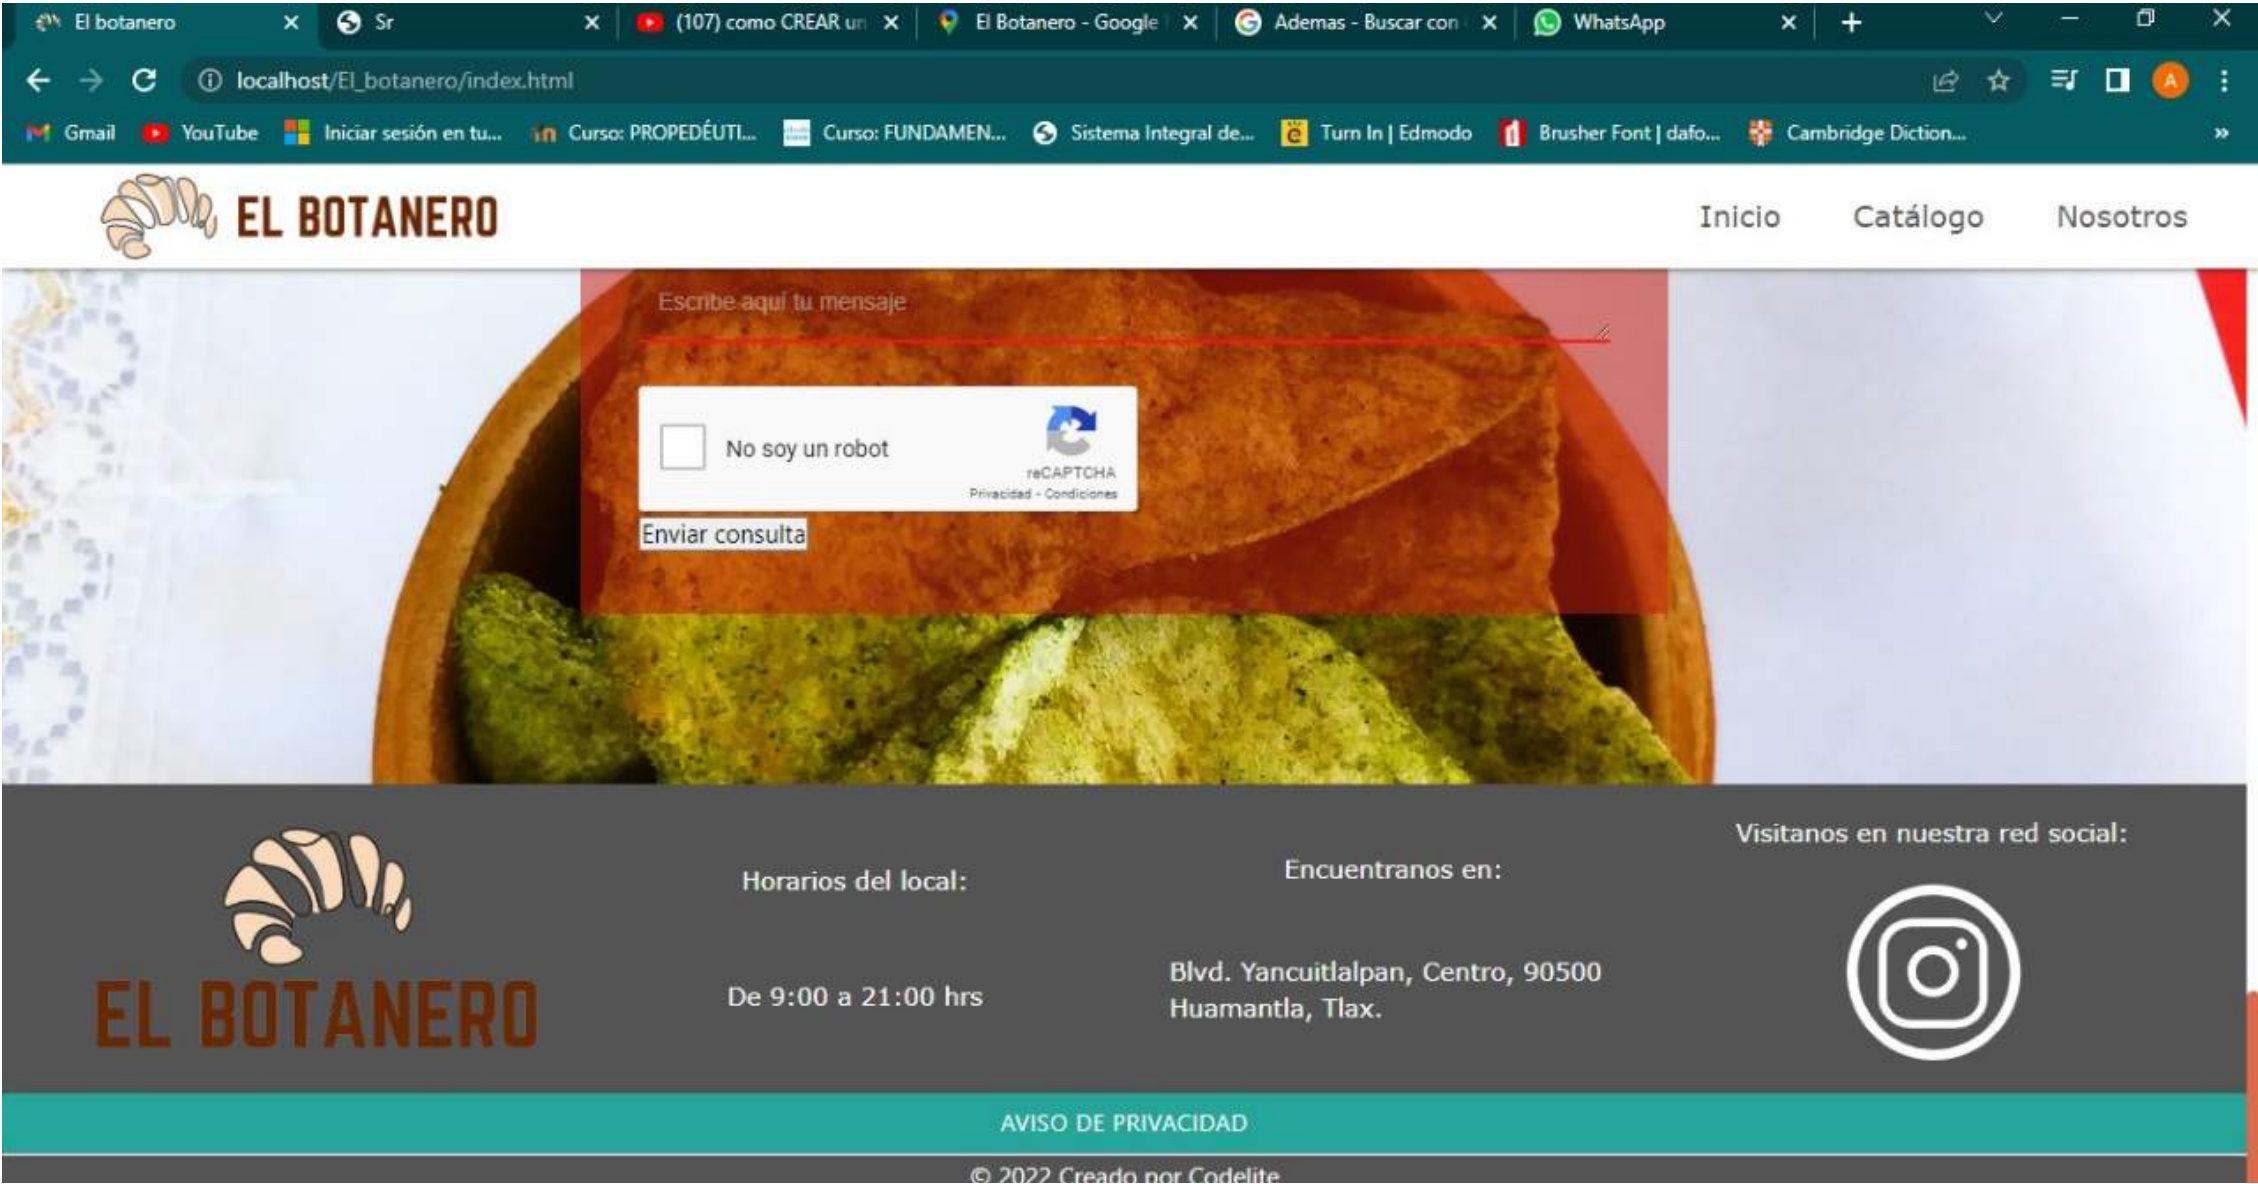 El botanero
Sr
(107) como CREAR un
El Botanero - Google
Ademas - Buscar con
WhatsApp
localhost/El_botanero/index.html
A
Gmail
YouTube
Iniciar sesión en tu...
Curso: PROPEDÉUTI...
Curso: FUNDAMEN...
Sistema Integral de...
Turn In | Edmodo
Brusher Font | dafo...
Cambridge Diction...
»
EL BOTANERO
Inicio
Catálogo
Nosotros
Escribe aquí tu mensaje
No soy un robot
reCAPTCHA
Privacidad - Condiciones
Enviar consulta
EL BOTANERO
Horarios del local:
De 9:00 a 21:00 hrs
Encuentranos en:
Blvd. Yancuitlalpan, Centro, 90500
Huamantla, Tlax.
Visitanos en nuestra red social:
AVISO DE PRIVACIDAD
© 2022 Creado por Codelite